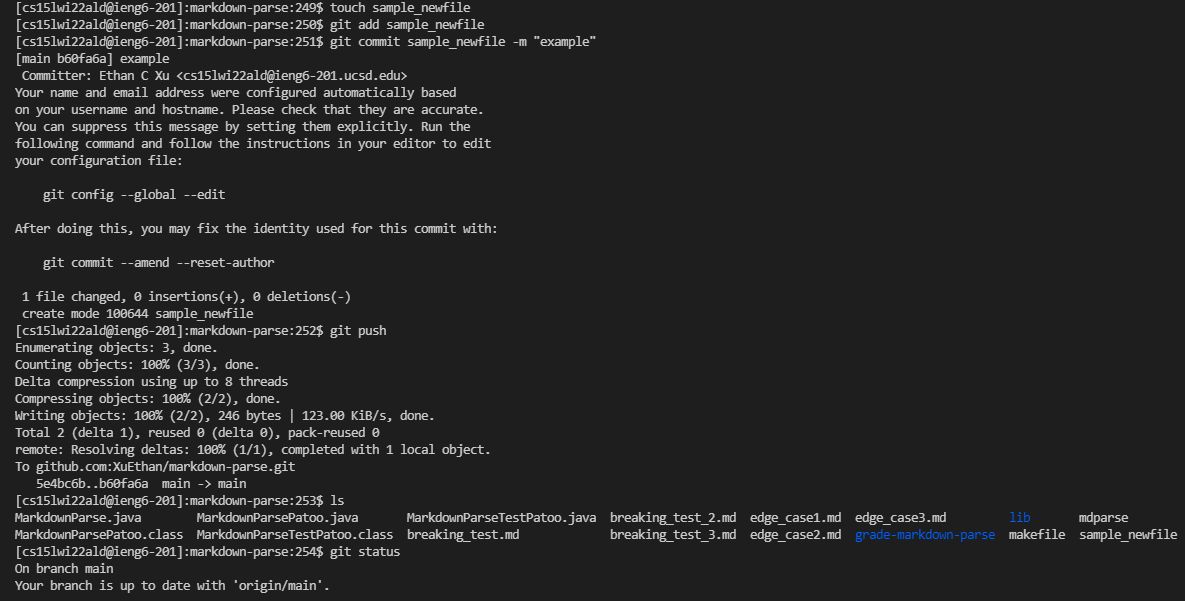 [cs15lwi22ald@ieng6-201]:markdown-parse:249$ touch sample_newfile
[cs15lwi22ald@ieng6-201]:markdown-parse:250$ git add sample_newfile
[cs15lwi22ald@ieng6-201]:markdown-parse:251$ git commit sample_newfile -m "example"
[main b60fa6a] example
 Committer: Ethan C Xu <cs15lwi22ald@ieng6-201.ucsd.edu>
Your name and email address were configured automatically based
on your username and hostname. Please check that they are accurate.
You can suppress this message by setting them explicitly. Run the
following command and follow the instructions in your editor to edit
your configuration file:

    git config --global --edit

After doing this, you may fix the identity used for this commit with:

    git commit --amend --reset-author

 1 file changed, 0 insertions(+), 0 deletions(-)
 create mode 100644 sample_newfile
[cs15lwi22ald@ieng6-201]:markdown-parse:252$ git push
Enumerating objects: 3, done.
Counting objects: 100% (3/3), done.
Delta compression using up to 8 threads
Compressing objects: 100% (2/2), done.
Writing objects: 100% (2/2), 246 bytes | 123.00 KiB/s, done.
Total 2 (delta 1), reused 0 (delta 0), pack-reused 0
remote: Resolving deltas: 100% (1/1), completed with 1 local object.
To github.com:XuEthan/markdown-parse.git
   5e4bc6b..b60fa6a  main -> main
[cs15lwi22ald@ieng6-201]:markdown-parse:253$ ls
MarkdownParse.java        MarkdownParsePatoo.java       MarkdownParseTestPatoo.java  breaking_test_2.md  edge_case1.md  edge_case3.md         lib       mdparse
MarkdownParsePatoo.class  MarkdownParseTestPatoo.class  breaking_test.md             breaking_test_3.md  edge_case2.md  grade-markdown-parse  makefile  sample_newfile
[cs15lwi22ald@ieng6-201]:markdown-parse:254$ git status
On branch main
Your branch is up to date with 'origin/main'.